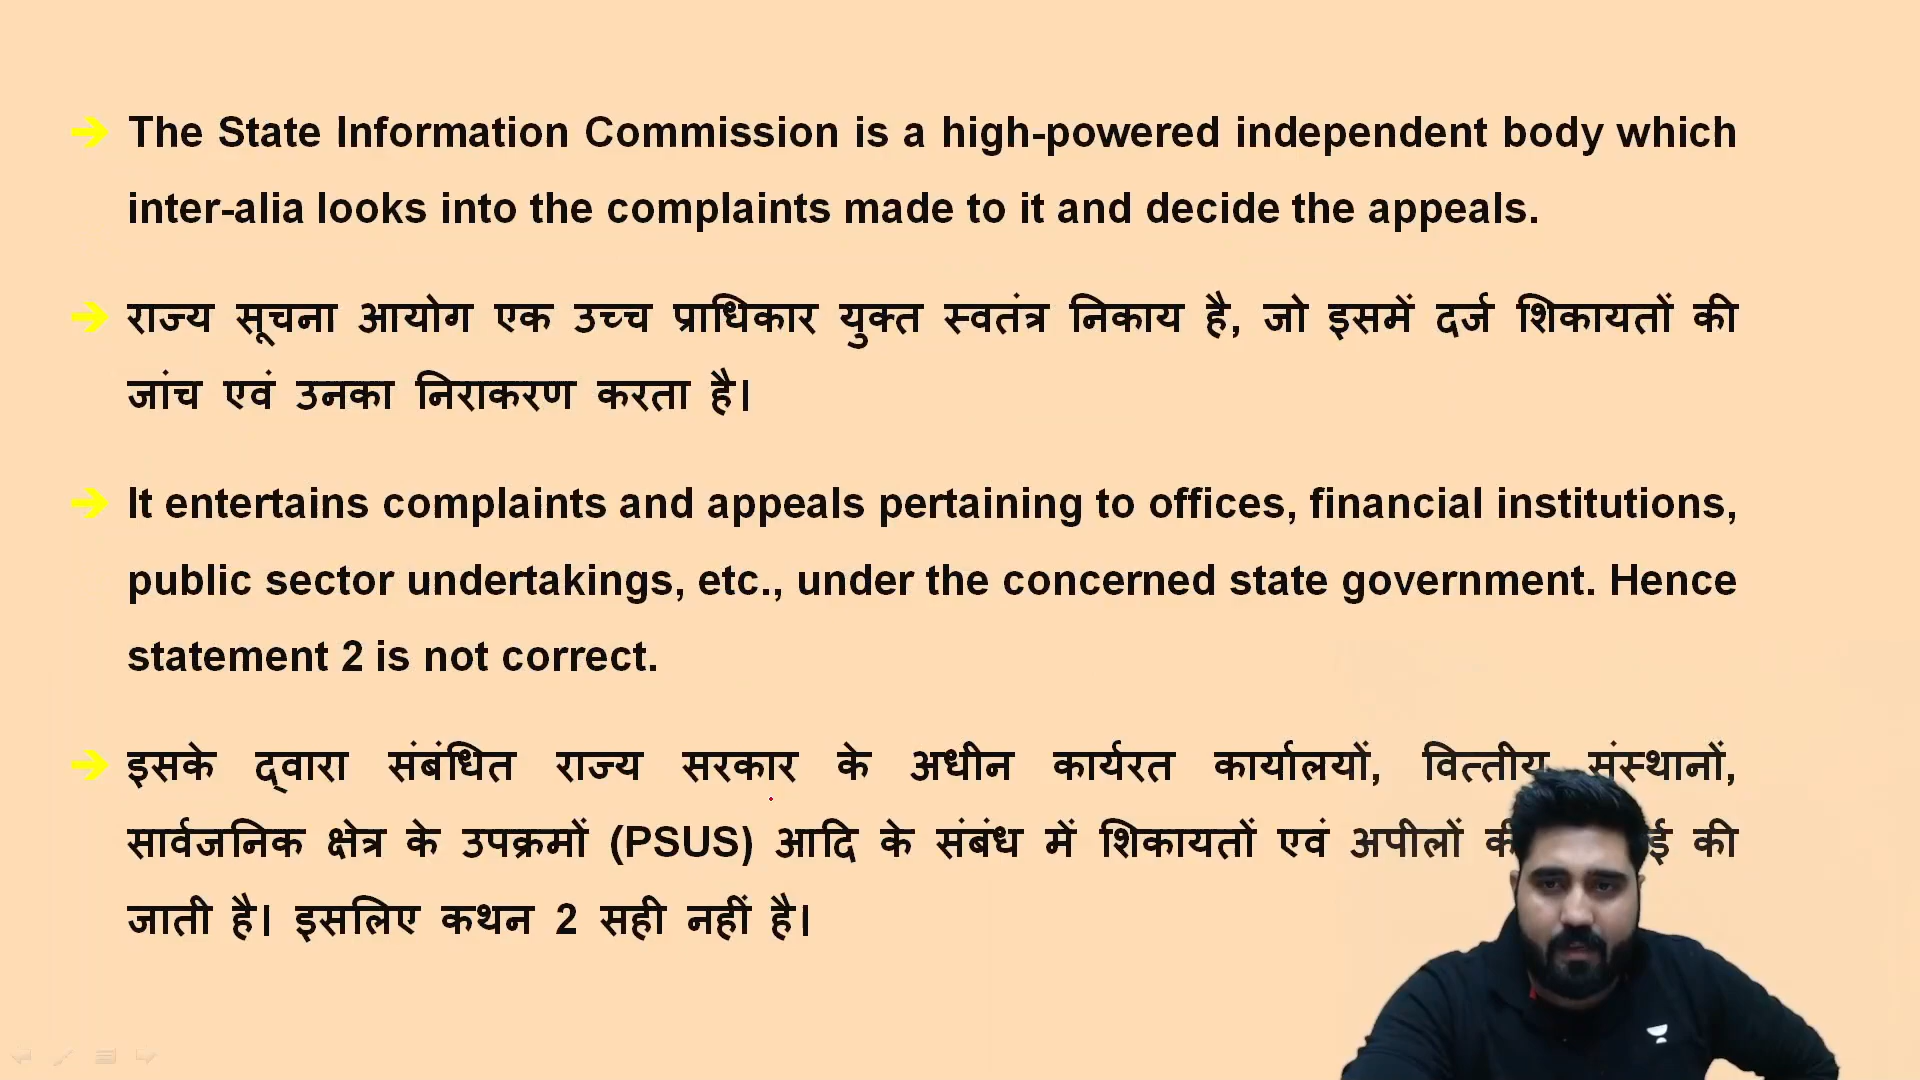 The State Information Commission is a high-powered independent body which
inter-alia looks into the complaints made to it and decide the appeals.
राज्य सूचना आयोग एक उच्च प्राधिकार युक्त स्वतंत्र निकाय है, जो इसमें दर्ज शिकायतों की
जांच एवं उनका निराकरण करता है।
It entertains complaints and appeals pertaining to offices, financial institutions,
public sector undertakings, etc., under the concerned state government. Hence
statement 2 is not correct.
इसके द्वारा संबंधित राज्य सरकार के अधीन कार्यरत कार्यालयों, वित्तीय संस्थानों,
सार्वजनिक क्षेत्र के उपक्रमों (PSUS) आदि के संबंध में शिकायतों एवं अपीलों की
जाती है। इसलिए कथन 2 सही नहीं है।